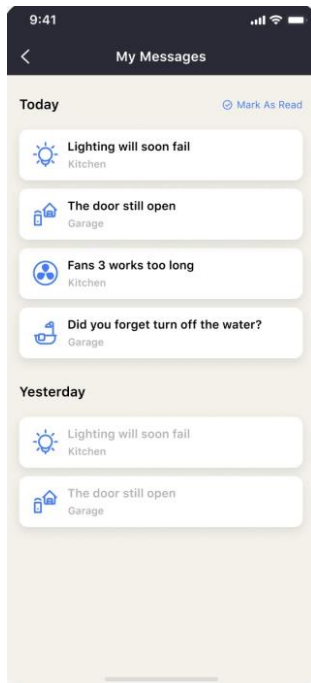 9:41
My Messages
Today
Mark As Read
Lighting will soon fail
Kitchen
The door still open
Garage
Fans 3 works too long
Kitchen
Did you forget turn off the water?
Garage
Yesterday
Lighting will soon fail
Kitchen
The door still open
Garage